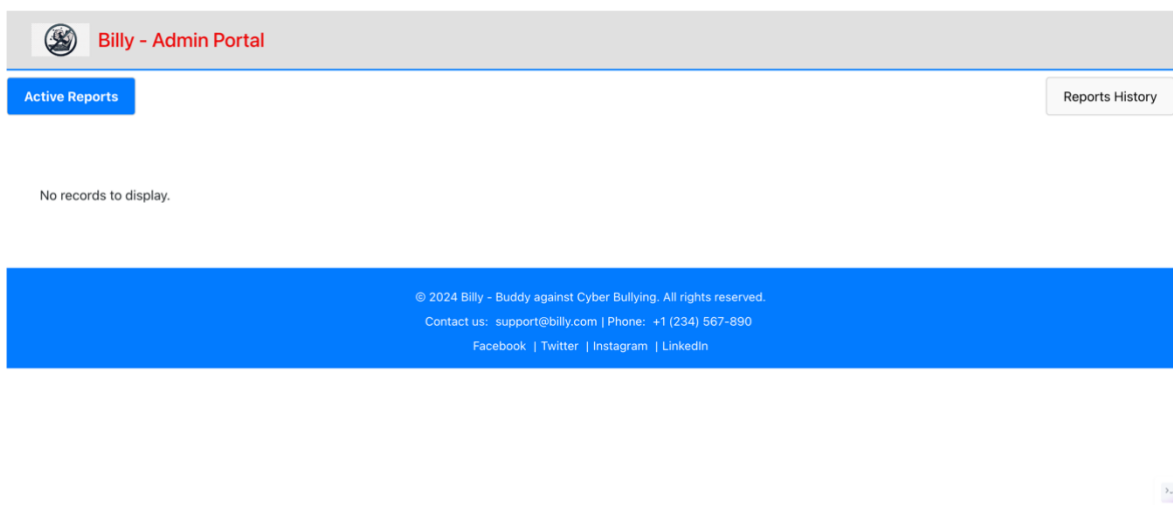 Billy - Admin Portal
Active Reports
Reports History
No records to display.
© 2024 Billy - Buddy against Cyber Bullying. All rights reserved.
Contact us: support@billy.com | Phone: +1 (234) 567-890
Facebook | Twitter | Instagram | LinkedIn